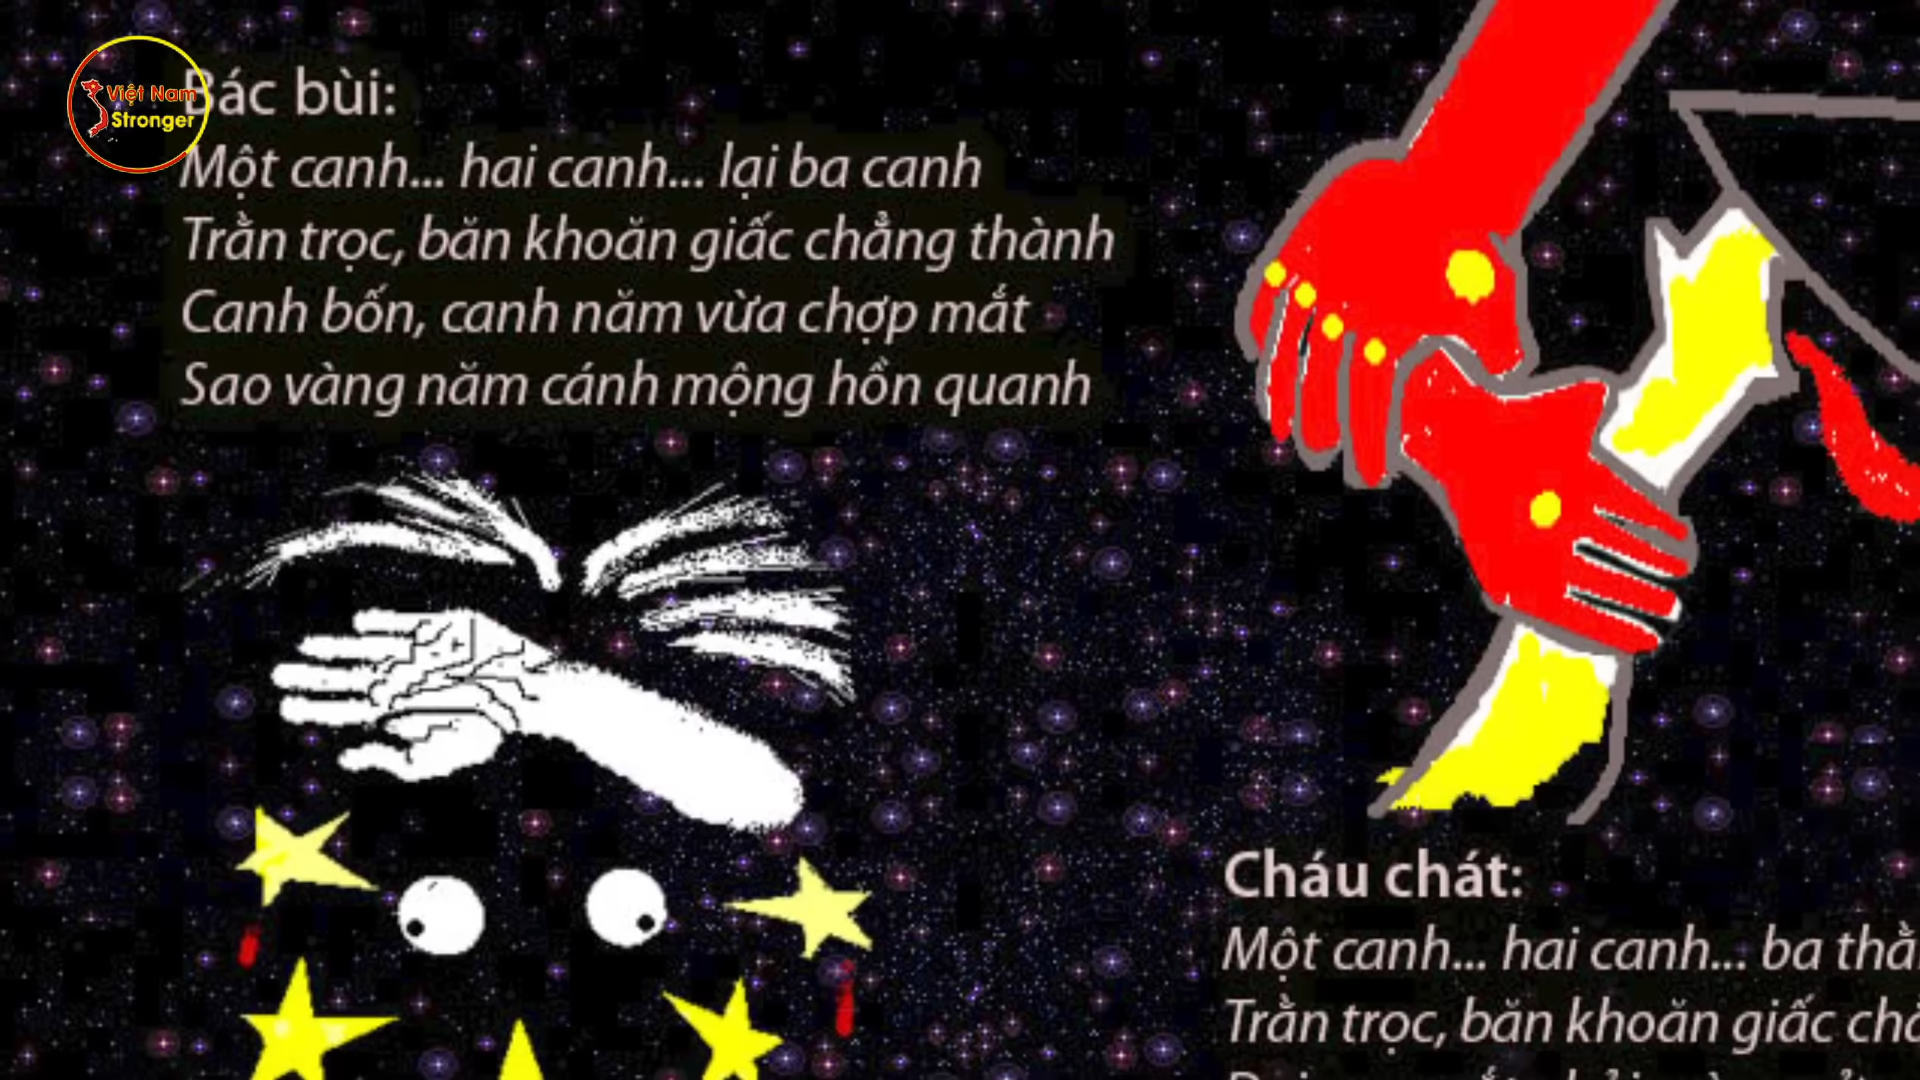 Việt Nam
Stronger
Bác bùi:
Một canh... hai canh... lại ba canh
Trằn trọc, băn khoăn giấc chẳng thành
Canh bốn, canh năm vừa chợp mắt
Sao vàng năm cánh mộng hồn quanh
Cháu chát:
Một canh... hai canh... ba
Trằn trọc, băn khoăn giấc